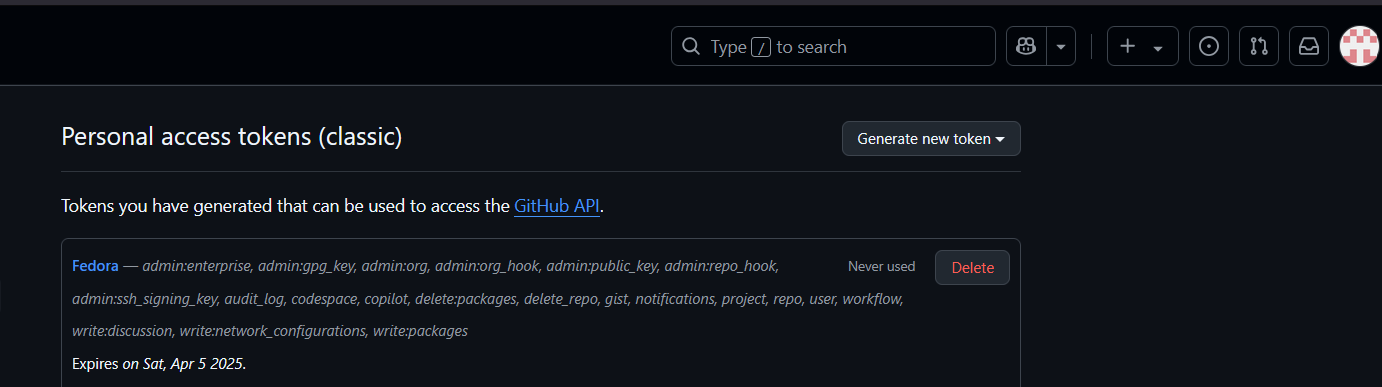 Type / to search
Personal access tokens (classic)
Generate new token
Tokens you have generated that can be used to access the GitHub API.
Fedora — admin:enterprise, admin:gpg_key, admin:org, admin:org_hook, admin:public_key, admin:repo_hook,
Never used
Delete
admin:ssh_signing_key, audit_log, codespace, copilot, delete:packages, delete_repo, gist, notifications, project, repo, user, workflow,
write:discussion, write:network_configurations, write:packages
Expires on Sat, Apr 5 2025.